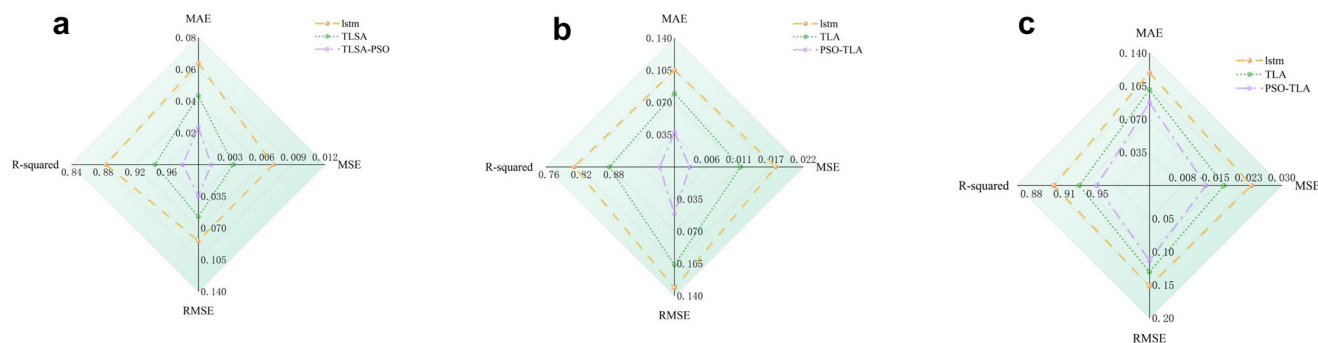 a
MAE
lstm
TLSA
TLSA-PSO
0.08
0.06
0.04
0.02
R-squared
0.84 0.88 0.92 0.96
0.003 0.006 0.009 0.012
MSE
0.035
0.070
0.105
0.140
RMSE
b
MAE
lstm
TLA
PSO-TLA
0.140
0.105
0.070
0.035
R-squared
0.76 0.82 0.88
0.006 0.011 0.017 0.022
MSE
0.035
0.070
0.105
0.140
RMSE
c
MAE
lstm
TLA
PSO-TLA
0.140
0.105
0.070
0.035
R-squared
0.88 0.91 0.95
0.008 0.015 0.023 0.030
MSE
0.05
0.10
0.15
0.20
RMSE